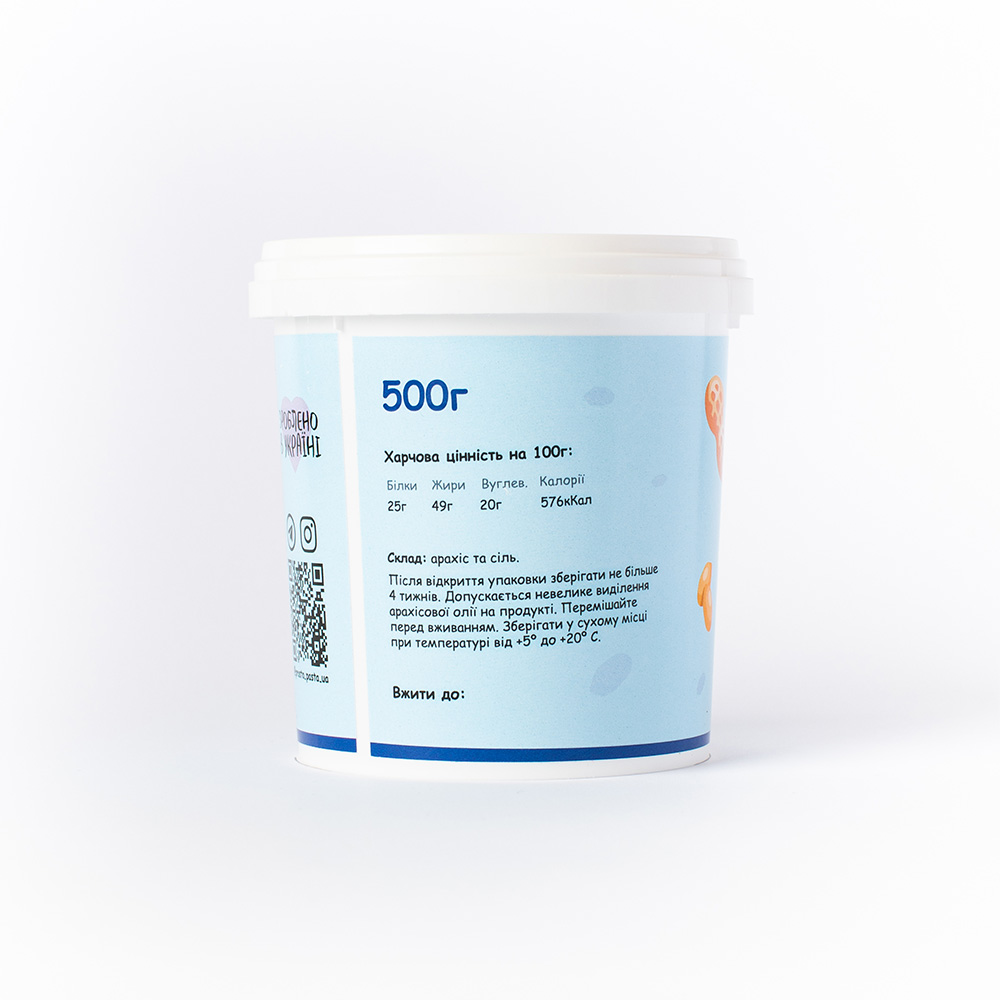 500г
Харчова цінність на 100г:
Білки Жири Вуглев. Калорії
25г 49г 20г 576кКал
Склад: арахіс та сіль.
Після відкриття упаковки зберігати не більше
4 тижнів. Допускається невелике виділення
арахісової олії на продукті. Перемішайте
перед вживанням. Зберігати у сухому місці
при температурі від +5° до +20° С.
Вжити до:
УКРАЇНІ